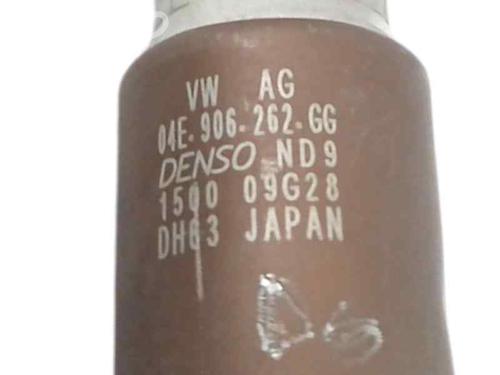 VW AG
04E.906.262.GG
DENSO ND9
1500 09G28
DH63 JAPAN